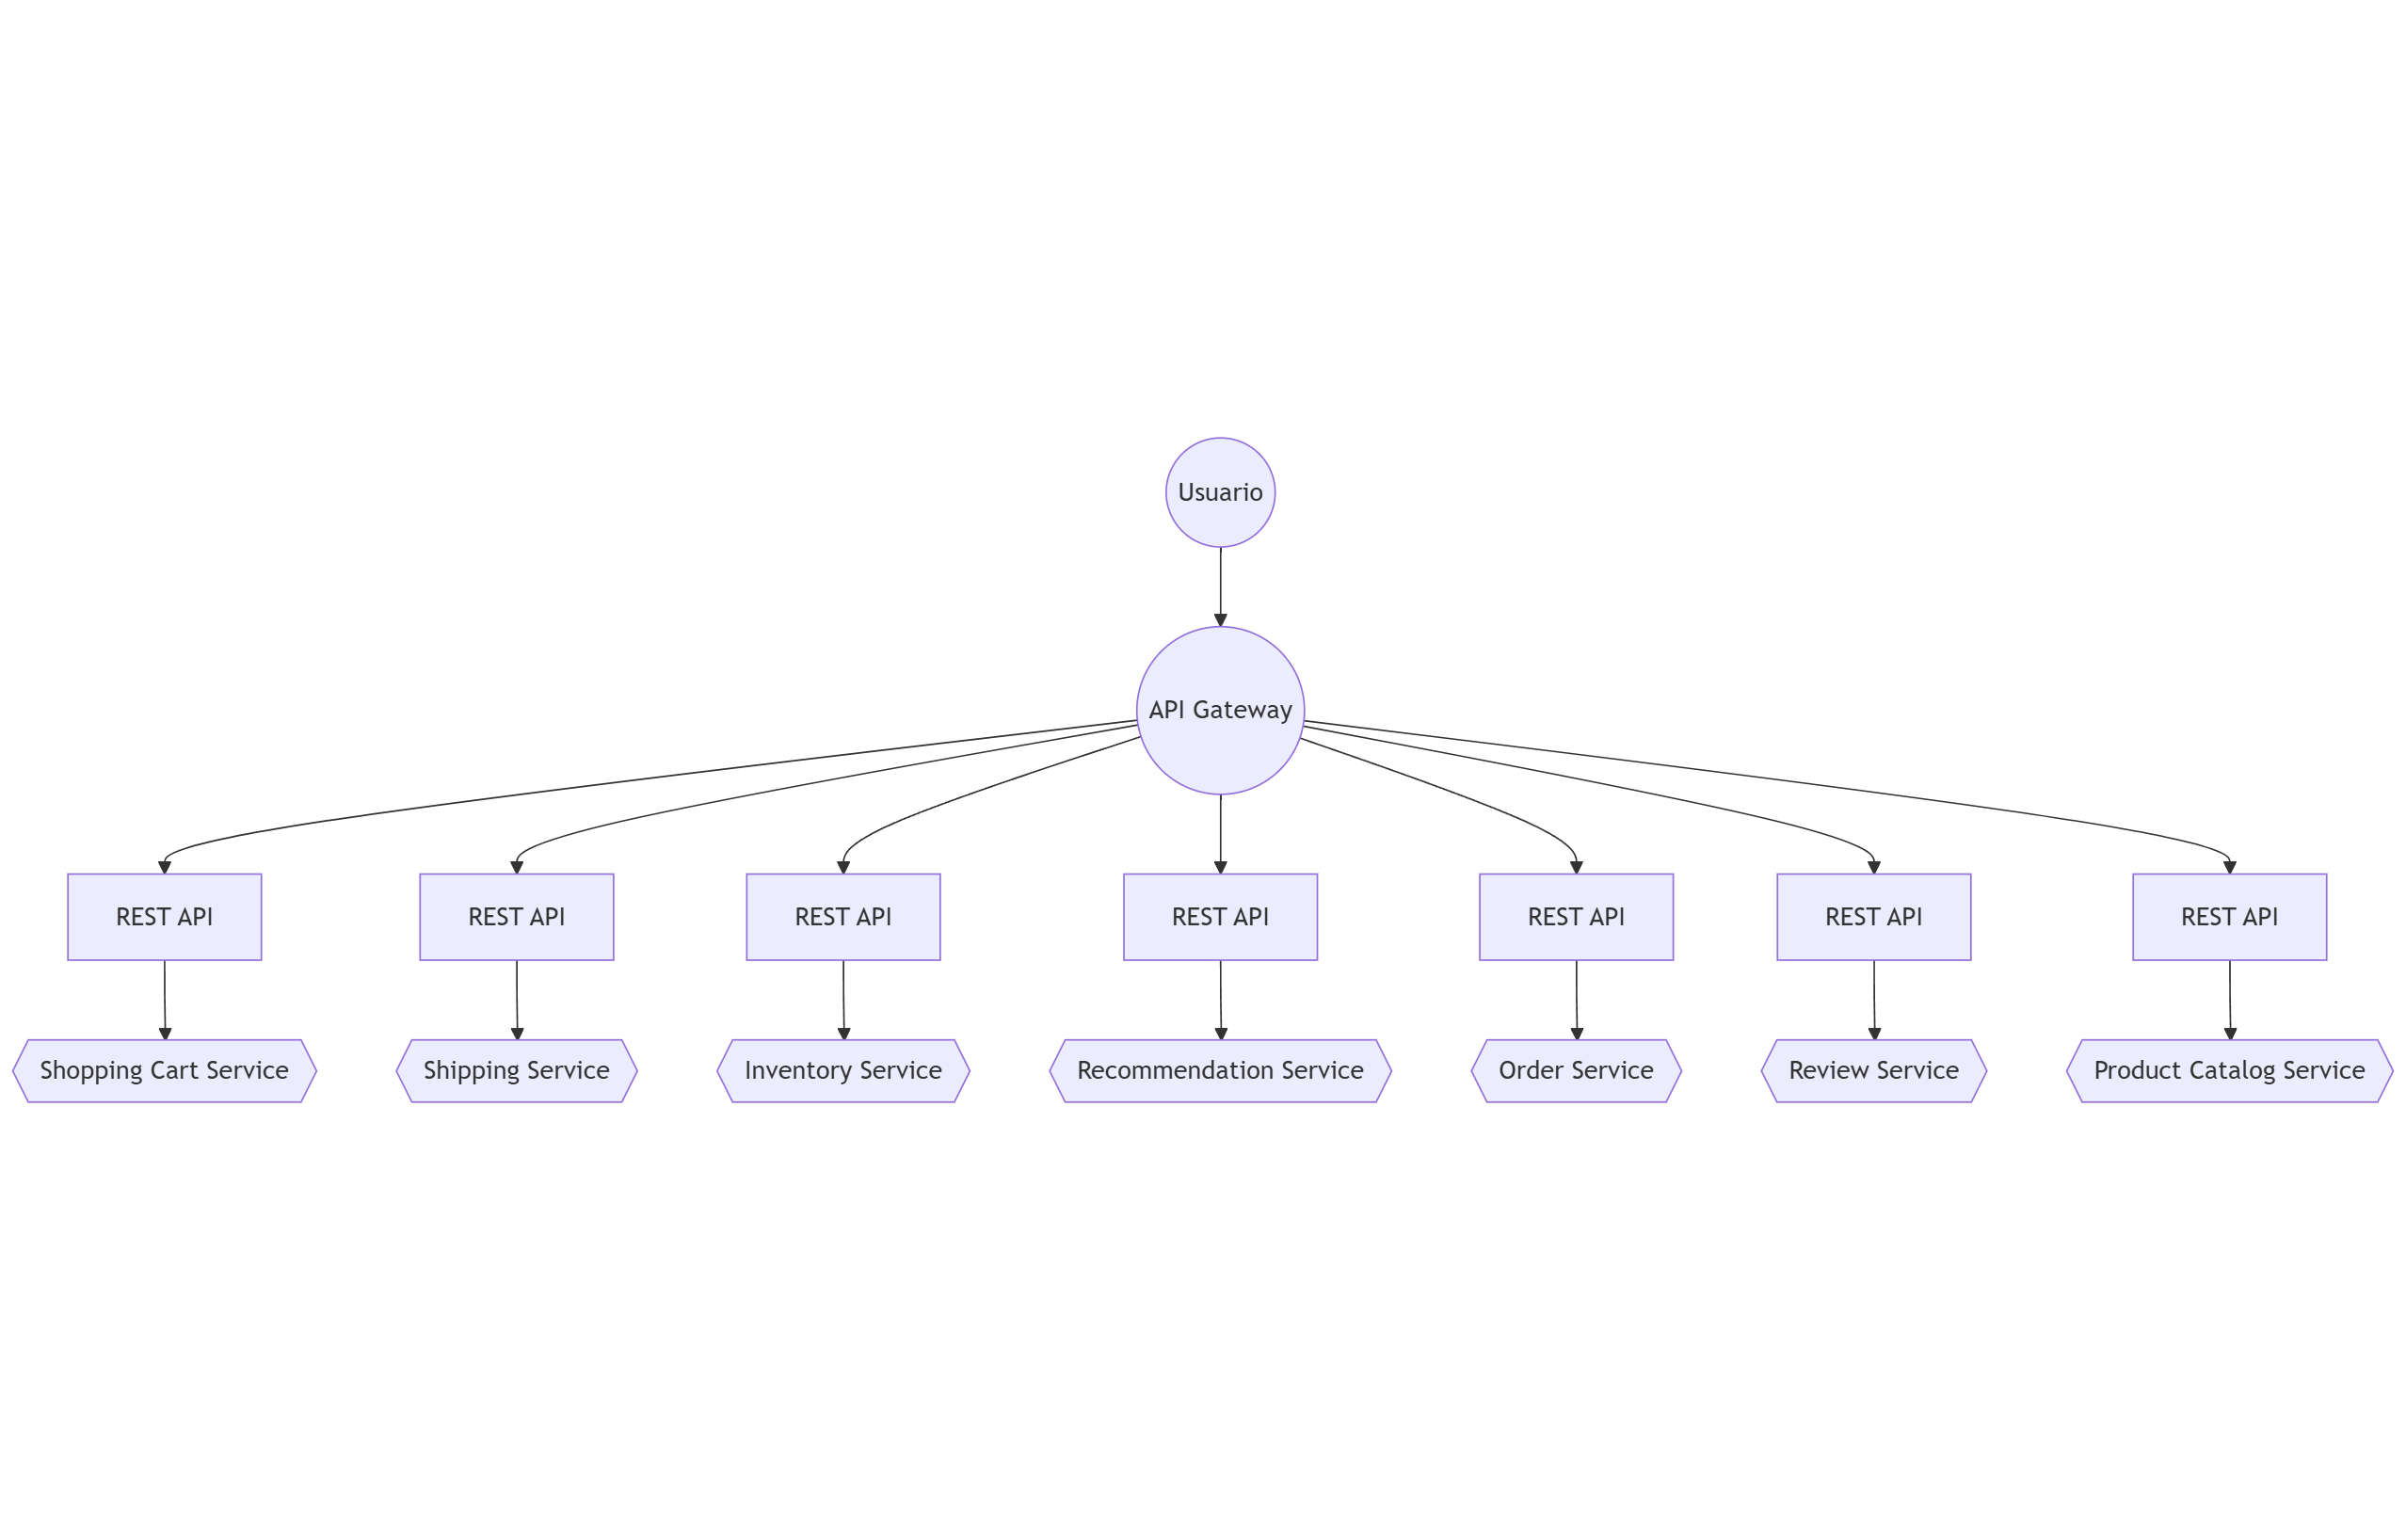 Usuario
API Gateway
REST API
REST API
REST API
REST API
REST API
REST API
REST API
Shopping Cart Service
Shipping Service
Inventory Service
Recommendation Service
Order Service
Review Service
Product Catalog Service